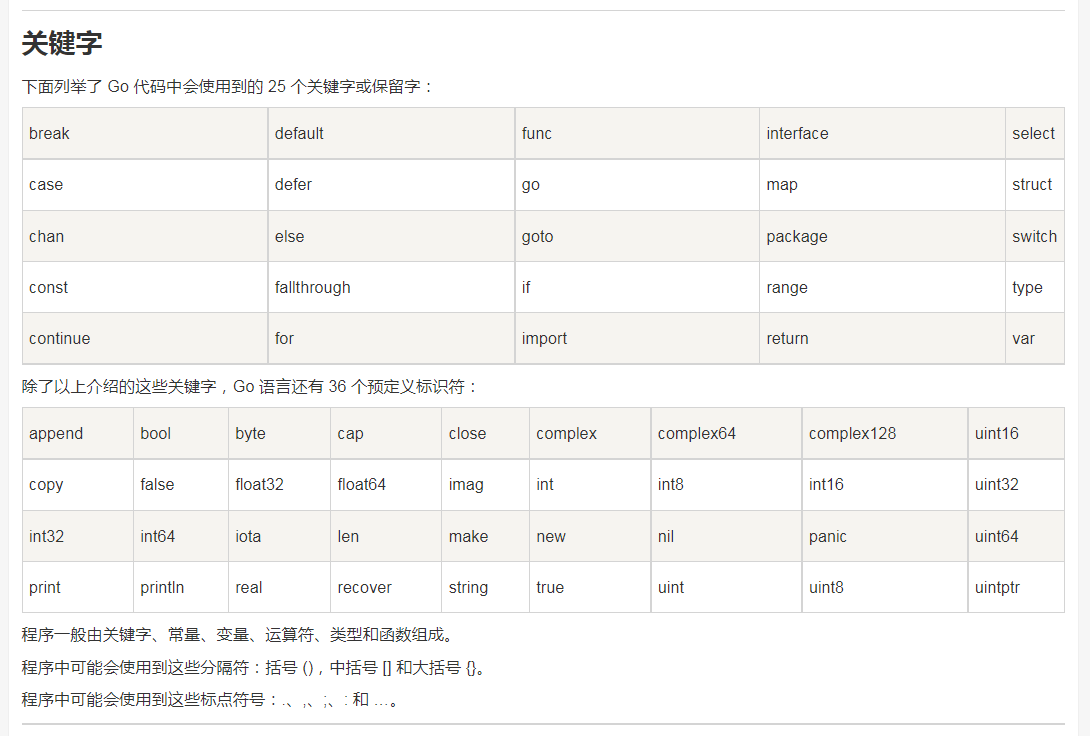 关键字
下面列举了 Go 代码中会使用到的 25 个关键字或保留字：
break default func interface select
case defer go map struct
chan else goto package switch
const fallthrough if range type
continue for import return var
除了以上介绍的这些关键字，Go 语言还有 36 个预定义标识符：
append bool byte cap close complex complex64 complex128 uint16
copy false float32 float64 imag int int8 int16 uint32
int32 int64 iota len make new nil panic uint64
print println real recover string true uint uint8 uintptr
程序一般由关键字、常量、变量、运算符、类型和函数组成。
程序中可能会使用到这些分隔符：括号 ()，中括号 [] 和大括号 {}。
程序中可能会使用到这些标点符号：.、,、;、: 和 …。